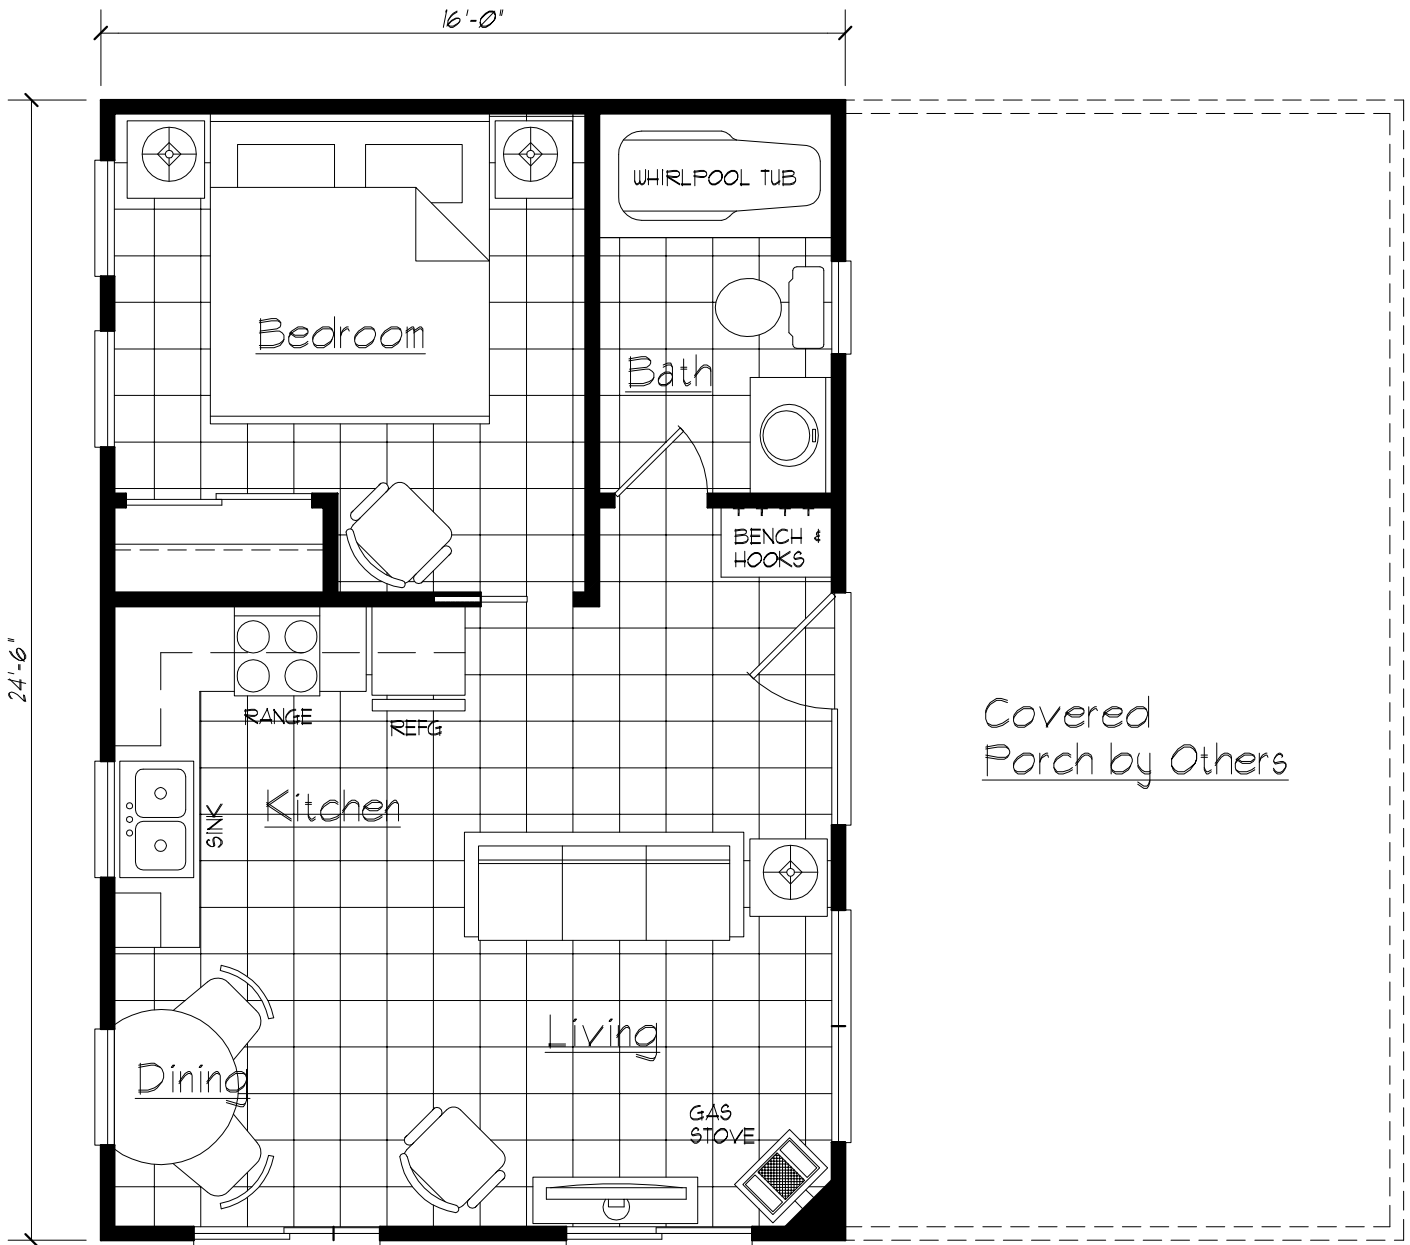 16'-0"
WHIRLPOOL TUB
Bedroom
Bath
BENCH &
HOOKS
24'-6"
RANGE
REFG
Covered
Porch by Others
Kitchen
SINK
Living
Dining
GAS
STOVE